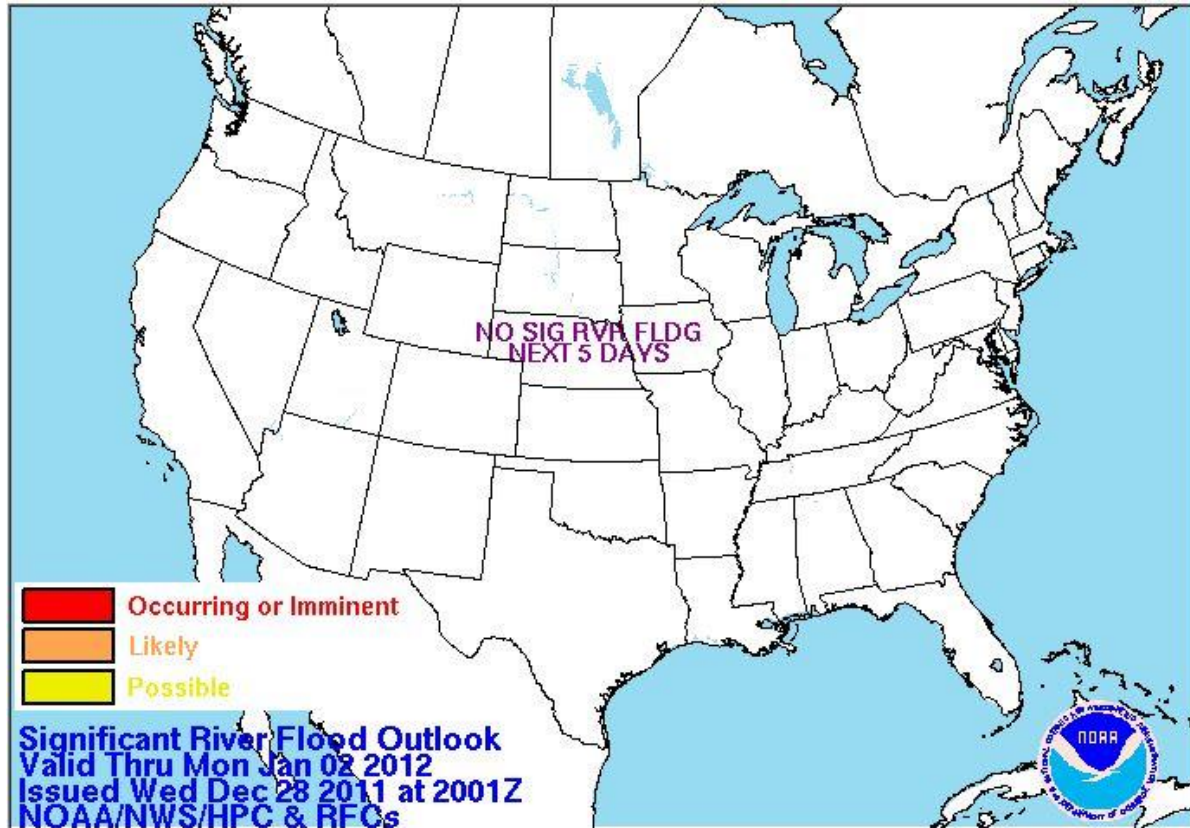 NO SIG RVR FLDG
NEXT 5 DAYS
Occurring or Imminent
Likely
Possible
Significant River Flood Outlook
Valid Thru Mon Jan 02 2012
Issued Wed Dec 28 2011 at 2001Z
NOAA/NWS/HPC & RFCs
NOAA